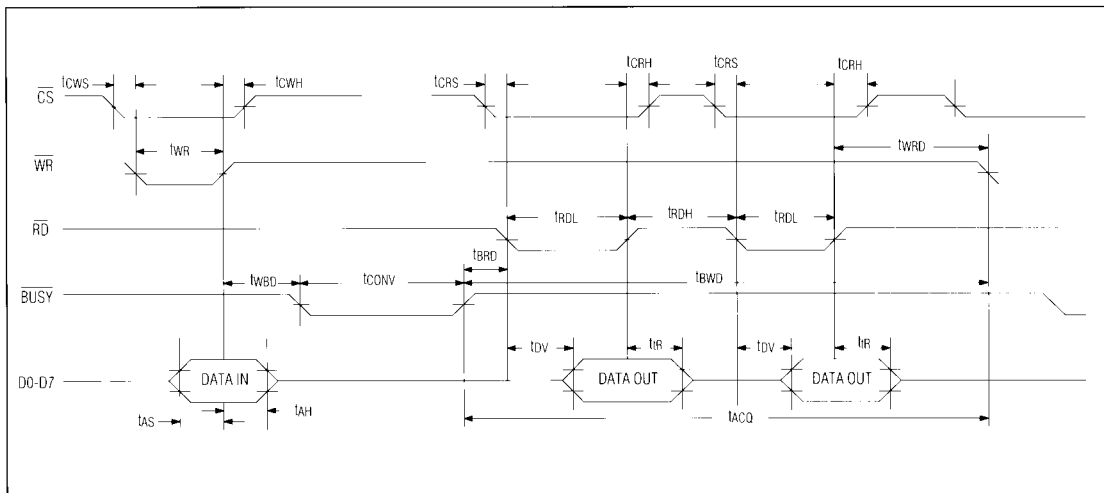 tCWS
tCWH
tCRS
tCRH
tCRS
tCRH
CS
tWR
tWRD
WR
tRDL
tRDH
tRDL
RD
tWBD
tCONV
tBRD
tBWD
BUSY
tDV
tIR
tDV
tIR
D0-D7
DATA IN
DATA OUT
DATA OUT
tAS
tAH
tACQ